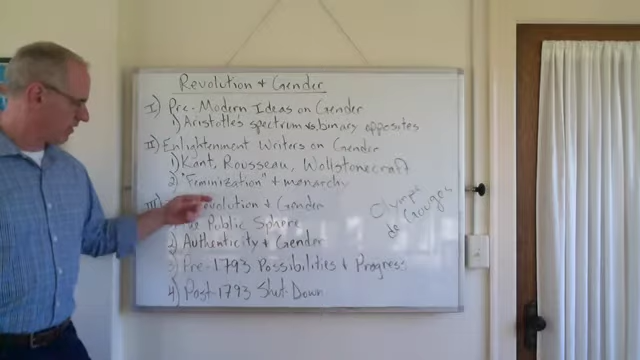 Revolution + Gender
I) Pre-Modern Ideas on Gender
1) Aristotle's spectrum vs. binary opposites
II) Enlightenment Writers on Gender
1) Kant, Rousseau, Wollstonecraft
2) "Feminization" + monarchy
III) Revolution + Gender
Public Sphere
2) Authenticity + Gender
3) Pre-1793 Possibilities + Progress
4) Post-1793 Shut Down
Olympe
de Gouges